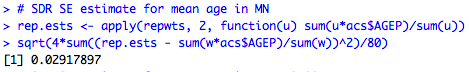 > # SDR SE estimate for mean age in MN
> rep.ests <- apply(repwts, 2, function(u) sum(u*acs$AGEP)/sum(u))
> sqrt(4*sum((rep.ests - sum(w*acs$AGEP)/sum(w))^2)/80)
[1] 0.02917897